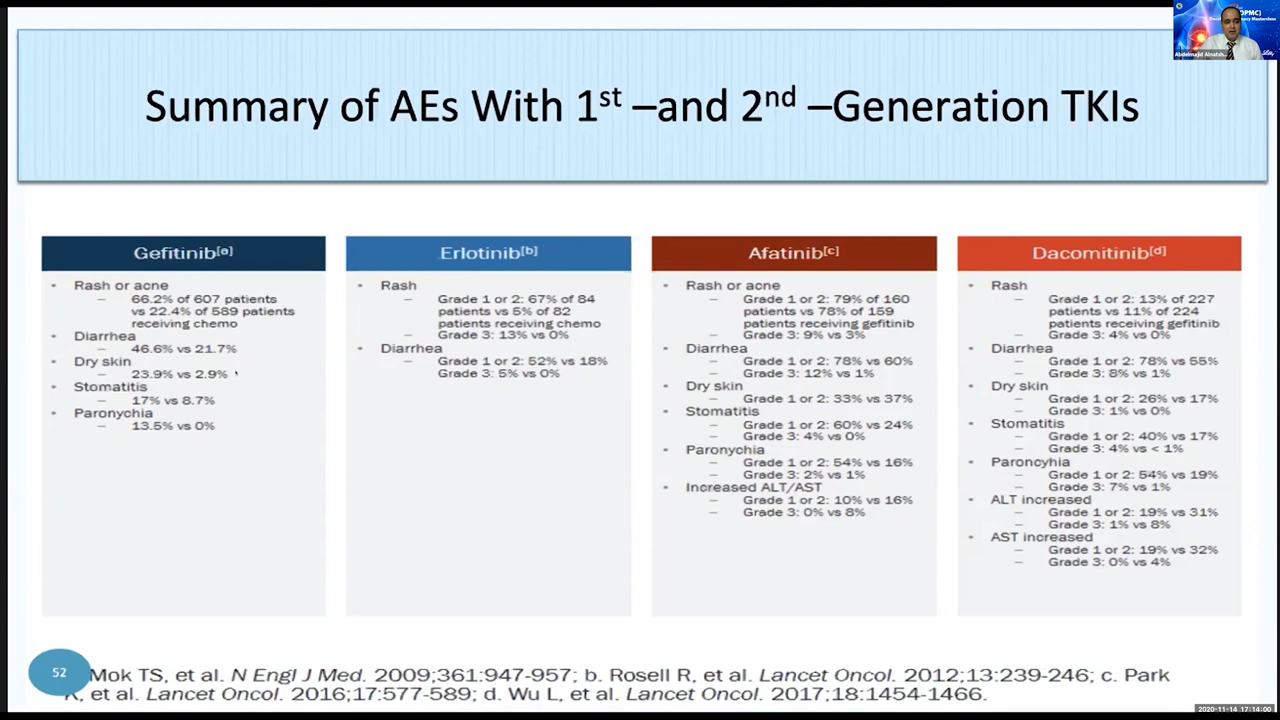 Summary of AEs With 1st –and 2nd –Generation TKIs
Gefitinib[a]
• Rash or acne
– 66.2% of 607 patients
vs 22.4% of 589 patients
receiving chemo
• Diarrhea
– 46.6% vs 21.7%
• Dry skin
– 23.9% vs 2.9%
• Stomatitis
– 17% vs 8.7%
• Paronychia
– 13.5% vs 0%
Erlotinib[b]
• Rash
– Grade 1 or 2: 67% of 84
patients vs 5% of 82
patients receiving chemo
– Grade 3: 13% vs 0%
• Diarrhea
– Grade 1 or 2: 52% vs 18%
Grade 3: 5% vs 0%
Afatinib[c]
• Rash or acne
– Grade 1 or 2: 79% of 160
patients vs 78% of 159
patients receiving gefitinib
– Grade 3: 9% vs 3%
• Diarrhea
– Grade 1 or 2: 78% vs 60%
– Grade 3: 12% vs 1%
• Dry skin
– Grade 1 or 2: 33% vs 37%
• Stomatitis
– Grade 1 or 2: 60% vs 24%
– Grade 3: 4% vs 0%
• Paronychia
– Grade 1 or 2: 54% vs 16%
– Grade 3: 2% vs 1%
• Increased ALT/AST
– Grade 1 or 2: 10% vs 16%
– Grade 3: 0% vs 8%
Dacomitinib[d]
• Rash
– Grade 1 or 2: 13% of 227
patients vs 11% of 224
patients receiving gefitinib
– Grade 3: 4% vs 0%
• Diarrhea
– Grade 1 or 2: 78% vs 55%
– Grade 3: 8% vs 1%
• Dry skin
– Grade 1 or 2: 26% vs 17%
– Grade 3: 1% vs 0%
• Stomatitis
– Grade 1 or 2: 40% vs 17%
– Grade 3: 4% vs < 1%
• Paroncyhia
– Grade 1 or 2: 54% vs 19%
– Grade 3: 7% vs 1%
• ALT increased
– Grade 1 or 2: 19% vs 31%
– Grade 3: 1% vs 8%
• AST increased
– Grade 1 or 2: 19% vs 32%
– Grade 3: 0% vs 4%
52
Mok TS, et al. N Engl J Med. 2009;361:947-957; b. Rosell R, et al. Lancet Oncol. 2012;13:239-246; c. Park
K, et al. Lancet Oncol. 2016;17:577-589; d. Wu L, et al. Lancet Oncol. 2017;18:1454-1466.
2020-11-14 17:14:00